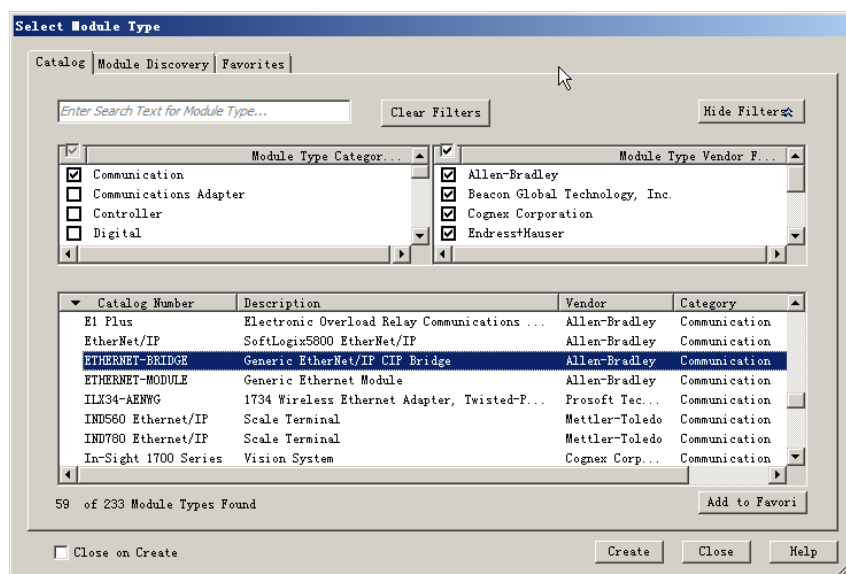 Select Module Type
Catalog Module Discovery Favorites
Enter Search Text for Module Type... Clear Filters Hide Filters
Module Type Categor... Module Type Vendor F...
Communication Allen-Bradley
Communications Adapter Beacon Global Technology, Inc.
Controller Cognex Corporation
Digital Endress+Hauser
Catalog Number Description Vendor Category
E1 Plus Electronic Overload Relay Communications ... Allen-Bradley Communication
EtherNet/IP SoftLogix5800 EtherNet/IP Allen-Bradley Communication
ETHERNET-BRIDGE Generic EtherNet/IP CIP Bridge Allen-Bradley Communication
ETHERNET-MODULE Generic Ethernet Module Allen-Bradley Communication
ILX34-AENWG 1734 Wireless Ethernet Adapter, Twisted-P... Prosoft Tec... Communication
IND560 Ethernet/IP Scale Terminal Mettler-Toledo Communication
IND780 Ethernet/IP Scale Terminal Mettler-Toledo Communication
In-Sight 1700 Series Vision System Cognex Corp... Communication
59 of 233 Module Types Found Add to Favori
Close on Create Create Close Help